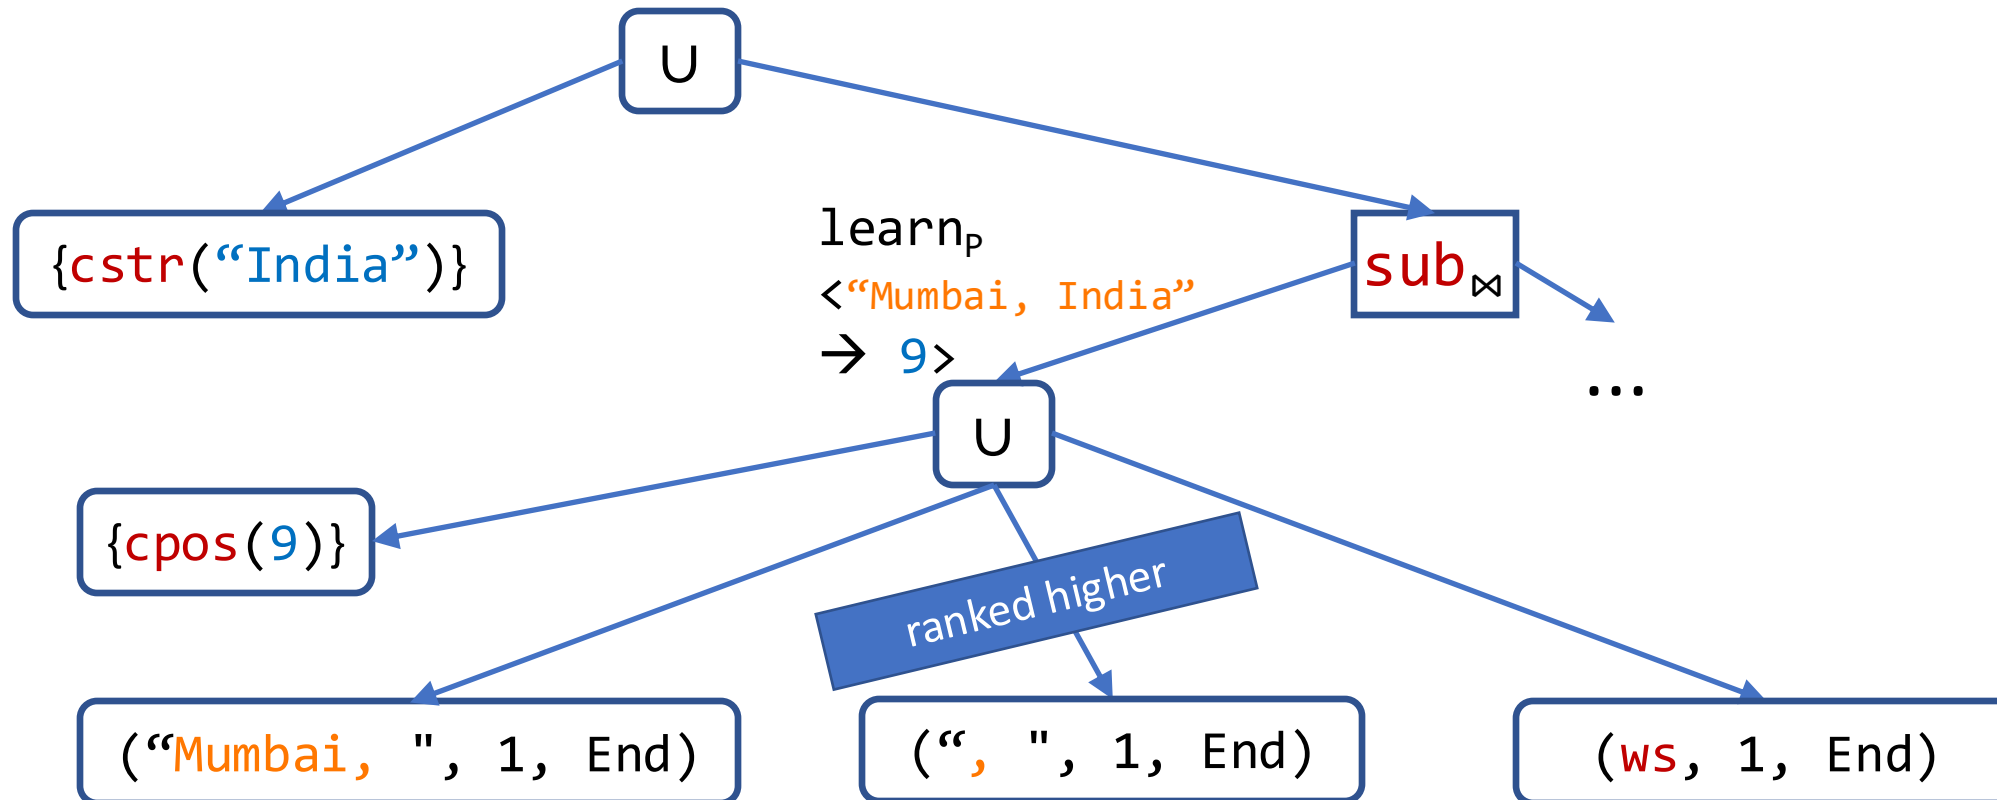 ∪
{cstr(“India”)}
learnP
<“Mumbai, India”
→ 9>
sub⋈
...
∪
{cpos(9)}
ranked higher
(“Mumbai, ", 1, End)
(“, ", 1, End)
(ws, 1, End)